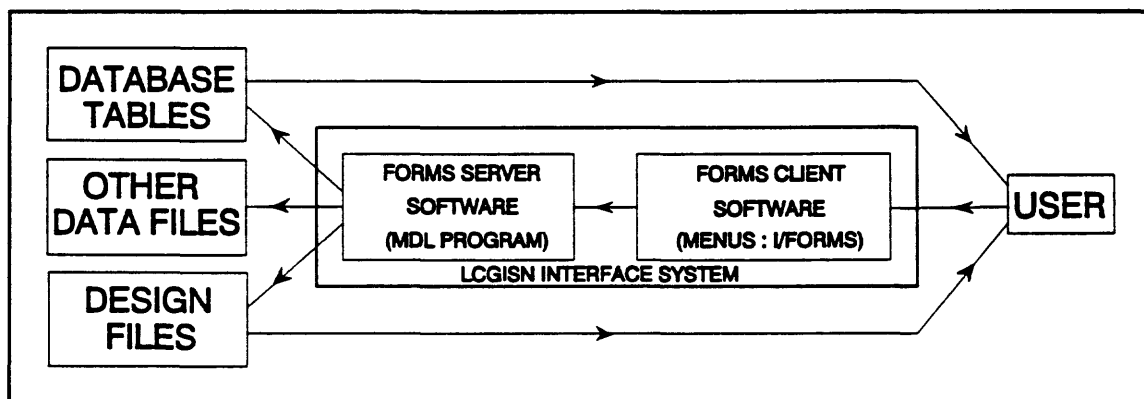 DATABASE
TABLES
OTHER
DATA FILES
DESIGN
FILES
FORMS SERVER
SOFTWARE
(MDL PROGRAM)
FORMS CLIENT
SOFTWARE
(MENUS : I/FORMS)
LCGISN INTERFACE SYSTEM
USER